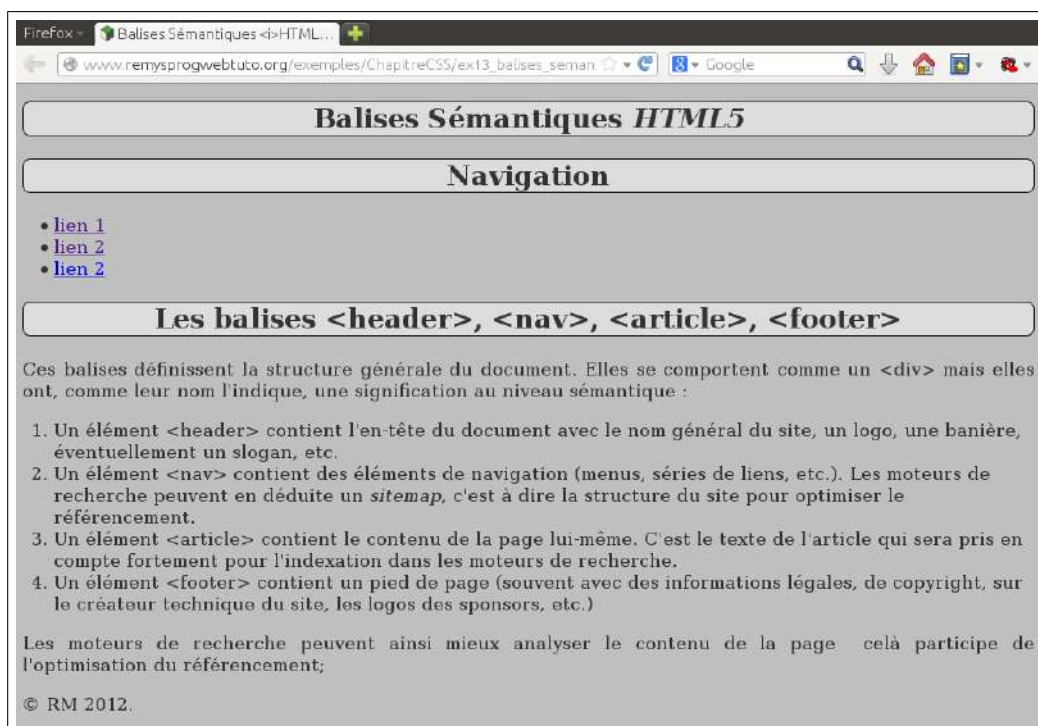 Firefox
Balises Sémantiques <i>HTML...
www.remysprogwebtuto.org/exemples/ChapitreCSS/ex13_balises_seman
Google
Balises Sémantiques HTML5
Navigation
• lien 1
• lien 2
• lien 2
Les balises <header>, <nav>, <article>, <footer>
Ces balises définissent la structure générale du document. Elles se comportent comme un <div> mais elles
ont, comme leur nom l'indique, une signification au niveau sémantique :
1. Un élément <header> contient l'en-tête du document avec le nom général du site, un logo, une banière,
éventuellement un slogan, etc.
2. Un élément <nav> contient des éléments de navigation (menus, séries de liens, etc.). Les moteurs de
recherche peuvent en déduite un sitemap, c'est à dire la structure du site pour optimiser le
référencement.
3. Un élément <article> contient le contenu de la page lui-même. C'est le texte de l'article qui sera pris en
compte fortement pour l'indexation dans les moteurs de recherche.
4. Un élément <footer> contient un pied de page (souvent avec des informations légales, de copyright, sur
le créateur technique du site, les logos des sponsors, etc.)
Les moteurs de recherche peuvent ainsi mieux analyser le contenu de la page celà participe de
l'optimisation du référencement;
© RM 2012.